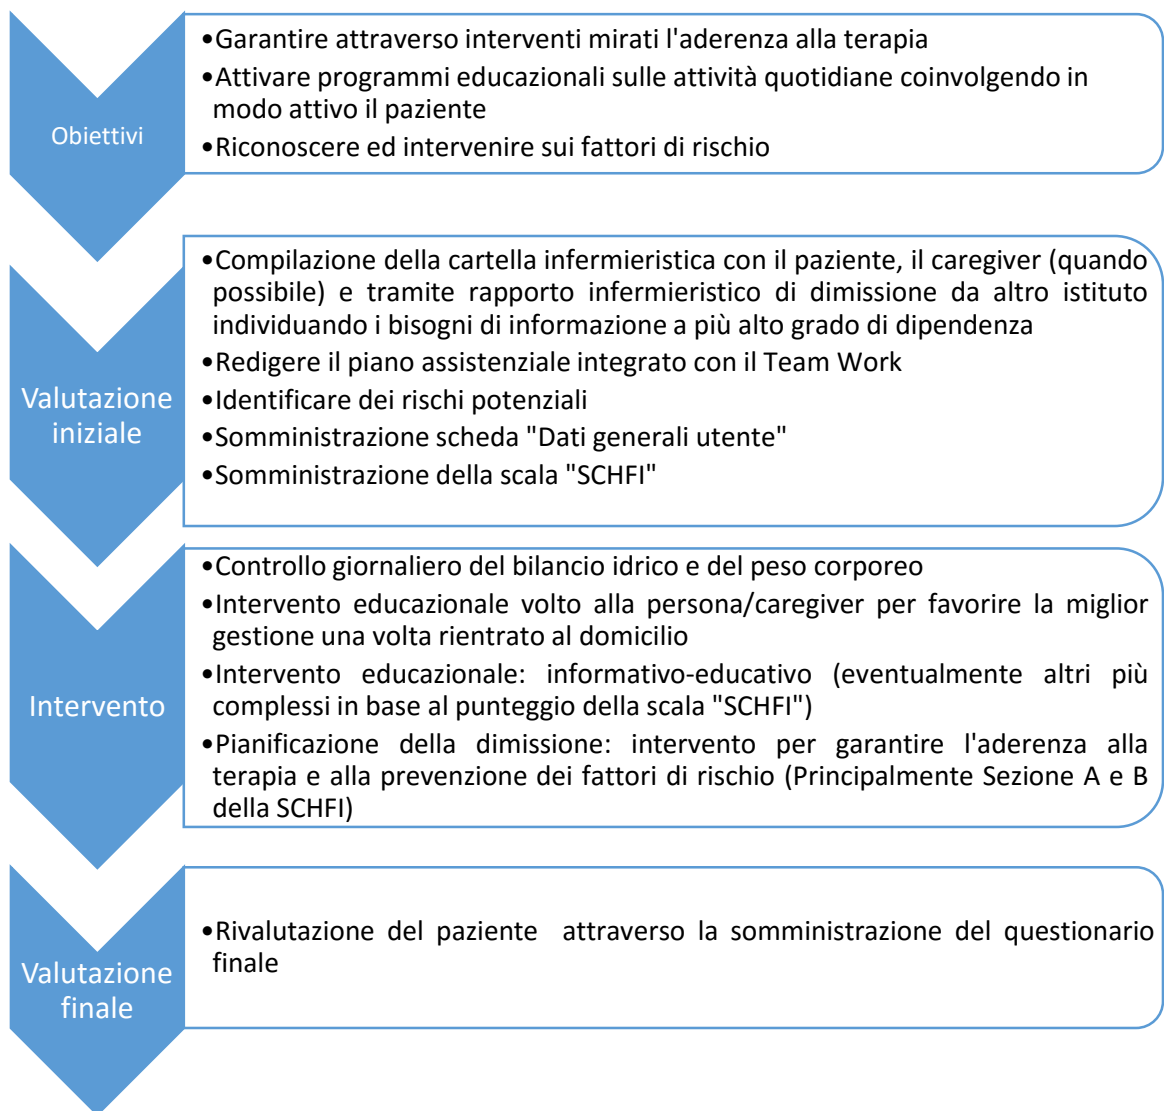 Obiettivi
•Garantire attraverso interventi mirati l'aderenza alla terapia
•Attivare programmi educazionali sulle attività quotidiane coinvolgendo in
modo attivo il paziente
•Riconoscere ed intervenire sui fattori di rischio
Valutazione
iniziale
•Compilazione della cartella infermieristica con il paziente, il caregiver (quando
possibile) e tramite rapporto infermieristico di dimissione da altro istituto
individuando i bisogni di informazione a più alto grado di dipendenza
•Redigere il piano assistenziale integrato con il Team Work
•Identificare dei rischi potenziali
•Somministrazione scheda "Dati generali utente"
•Somministrazione della scala "SCHFI"
Intervento
•Controllo giornaliero del bilancio idrico e del peso corporeo
•Intervento educazionale volto alla persona/caregiver per favorire la miglior
gestione una volta rientrato al domicilio
•Intervento educazionale: informativo-educativo (eventualmente altri più
complessi in base al punteggio della scala "SCHFI")
•Pianificazione della dimissione: intervento per garantire l'aderenza alla
terapia e alla prevenzione dei fattori di rischio (Principalmente Sezione A e B
della SCHFI)
Valutazione
finale
•Rivalutazione del paziente attraverso la somministrazione del questionario
finale